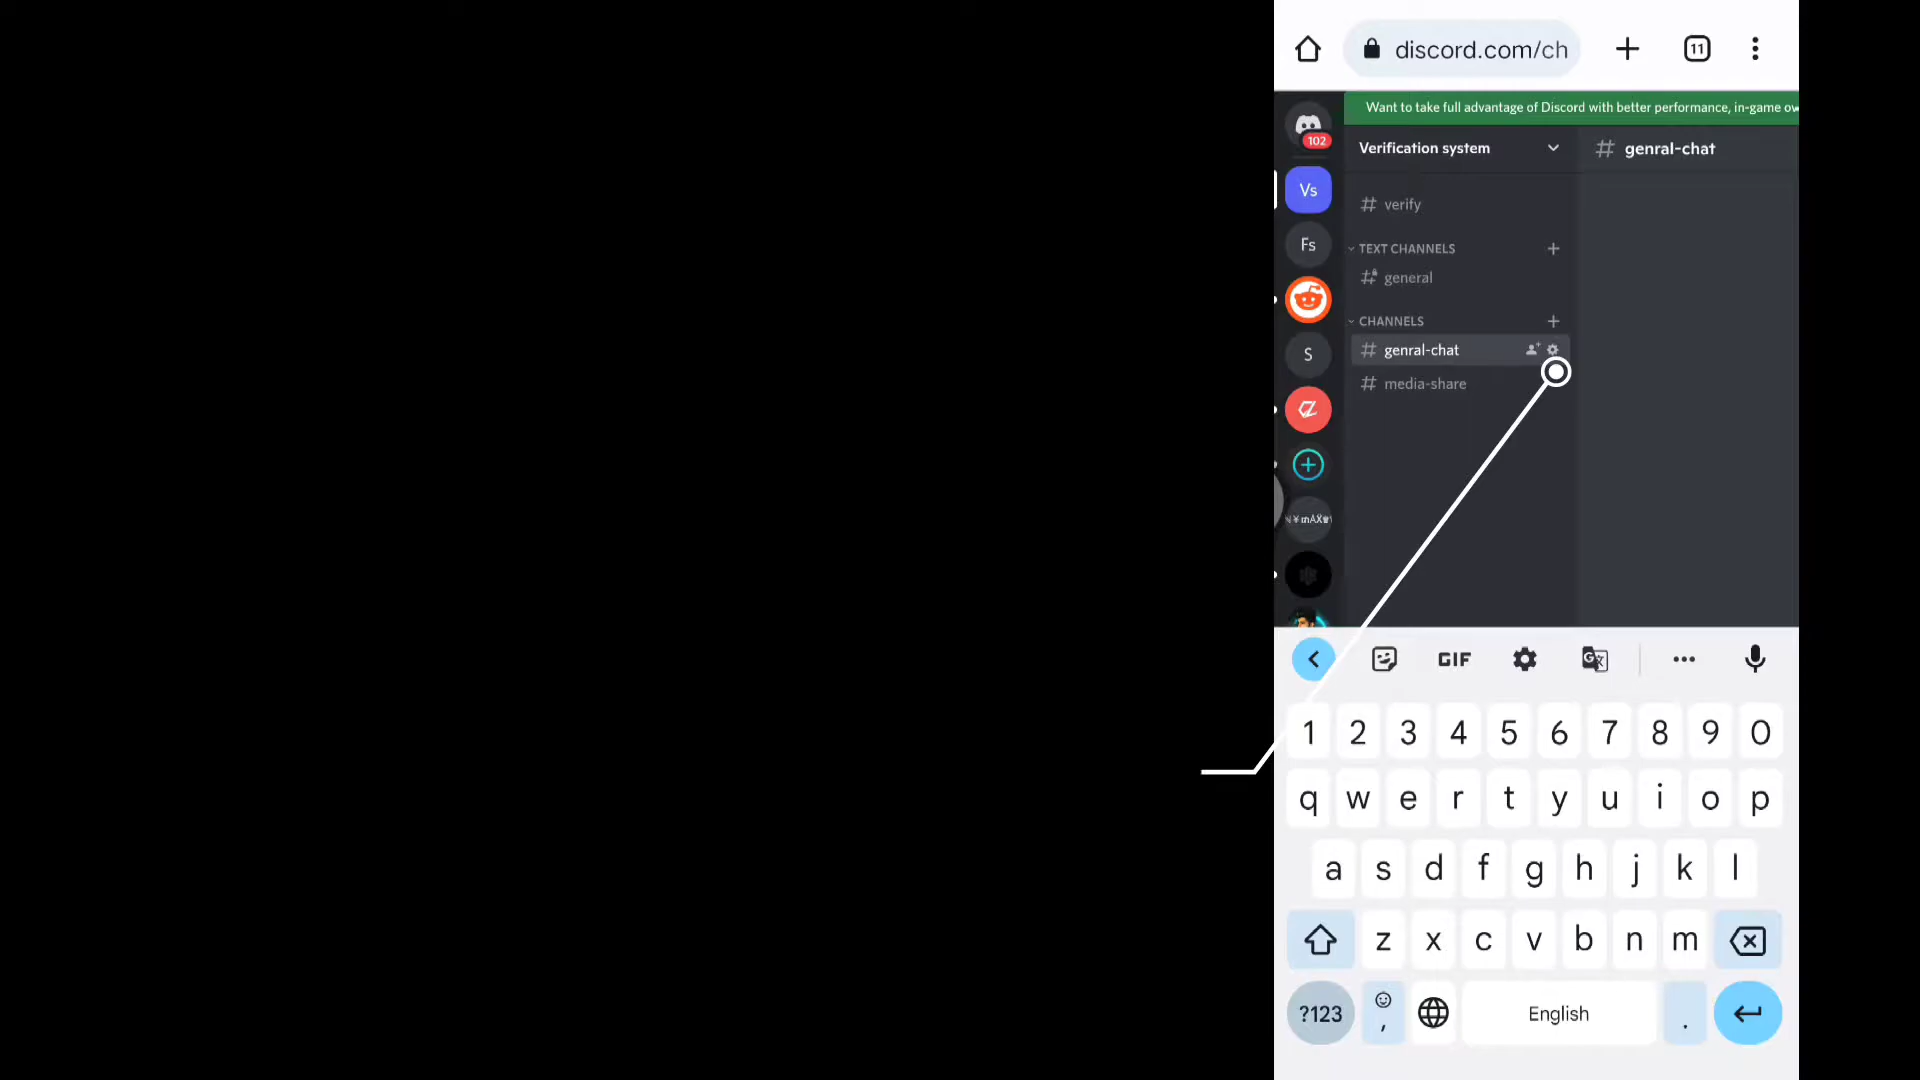 discord.com/ch
11
Want to take full advantage of Discord with better performance, in-game ov
102
Verification system
# genral-chat
Vs
# verify
Fs
TEXT CHANNELS
# general
CHANNELS
# genral-chat
S
# media-share
GIF
1 2 3 4 5 6 7 8 9 0
q w e r t y u i o p
a s d f g h j k l
z x c v b n m
?123 , English .